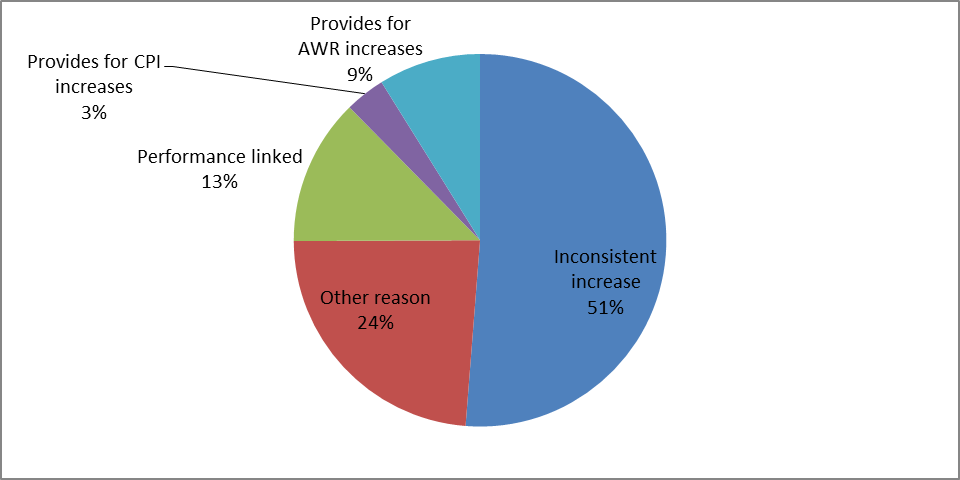 Provides for
AWR increases
9%
Provides for CPI
increases
3%
Performance linked
13%
Inconsistent
increase
51%
Other reason
24%